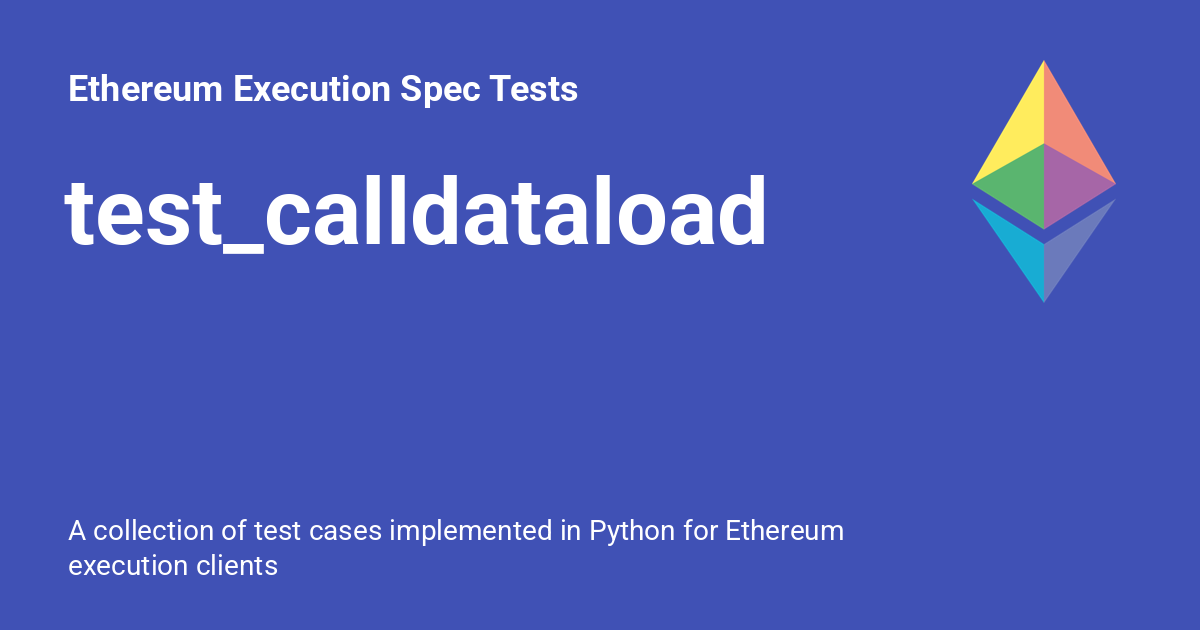 Ethereum Execution Spec Tests
test_calldataload
A collection of test cases implemented in Python for Ethereum
execution clients